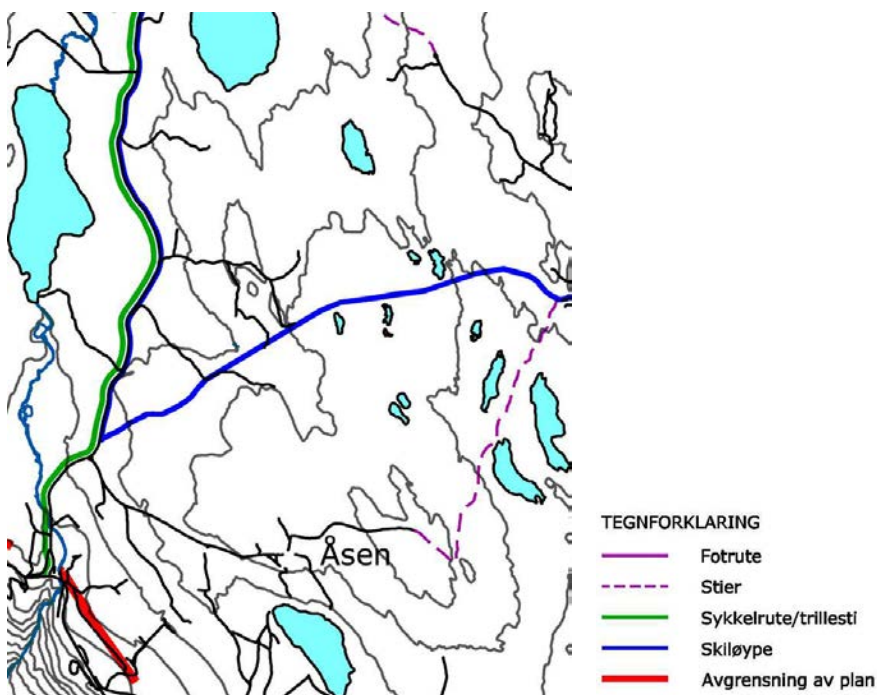 Åsen
TEGNFORKLARING
Fotrute
Stier
Sykkelrute/trillesti
Skiløype
Avgrensning av plan